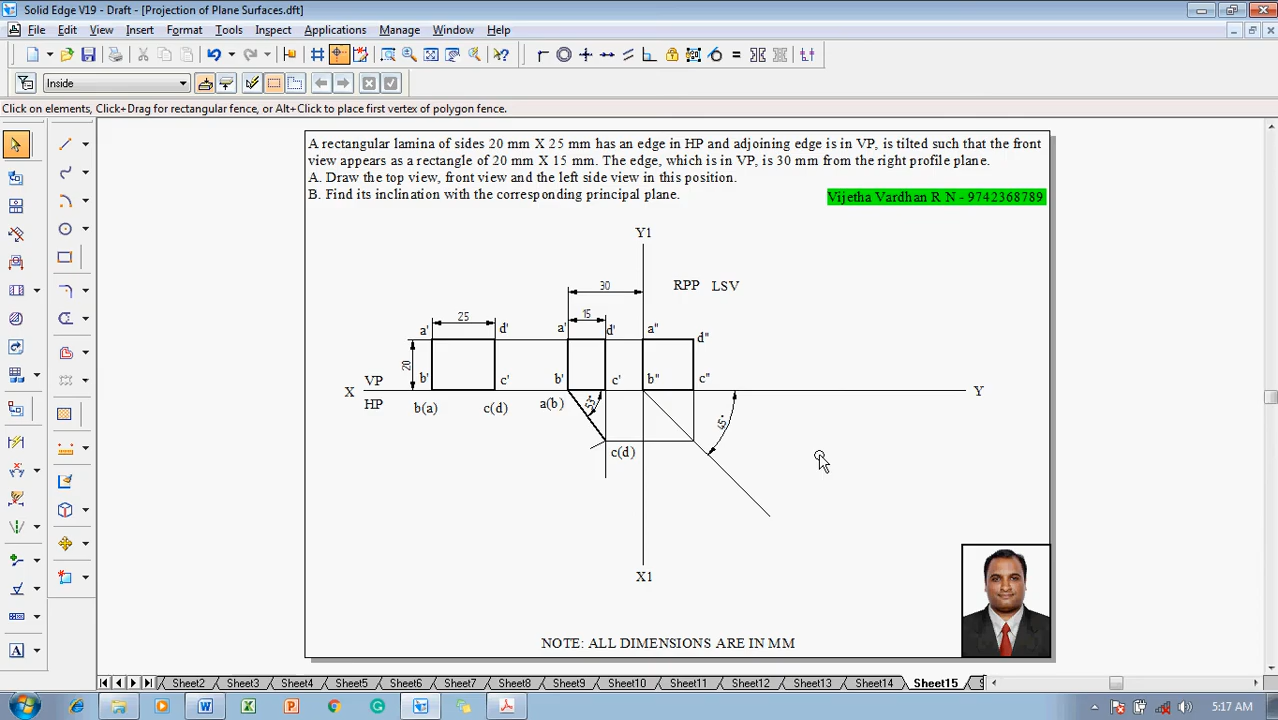 Solid Edge V19 - Draft - [Projection of Plane Surfaces.dft]
File Edit View Insert Format Tools Inspect Applications Manage Window Help
Inside
Click on elements, Click+Drag for rectangular fence, or Alt+Click to place first vertex of polygon fence.
A rectangular lamina of sides 20 mm X 25 mm has an edge in HP and adjoining edge is in VP, is tilted such that the front
view appears as a rectangle of 20 mm X 15 mm. The edge, which is in VP, is 30 mm from the right profile plane.
A. Draw the top view, front view and the left side view in this position.
B. Find its inclination with the corresponding principal plane.
Vijetha Vardhan R N - 9742368789
Y1
30 RPP LSV
25 15
a' d' a' d' a" d"
20
VP b' c' b' c' b" c"
X Y
HP b(a) c(d) a(b)
53° 45°
c(d)
X1
NOTE: ALL DIMENSIONS ARE IN MM
Sheet2 Sheet3 Sheet4 Sheet5 Sheet6 Sheet7 Sheet8 Sheet9 Sheet10 Sheet11 Sheet12 Sheet13 Sheet14 Sheet15
5:17 AM